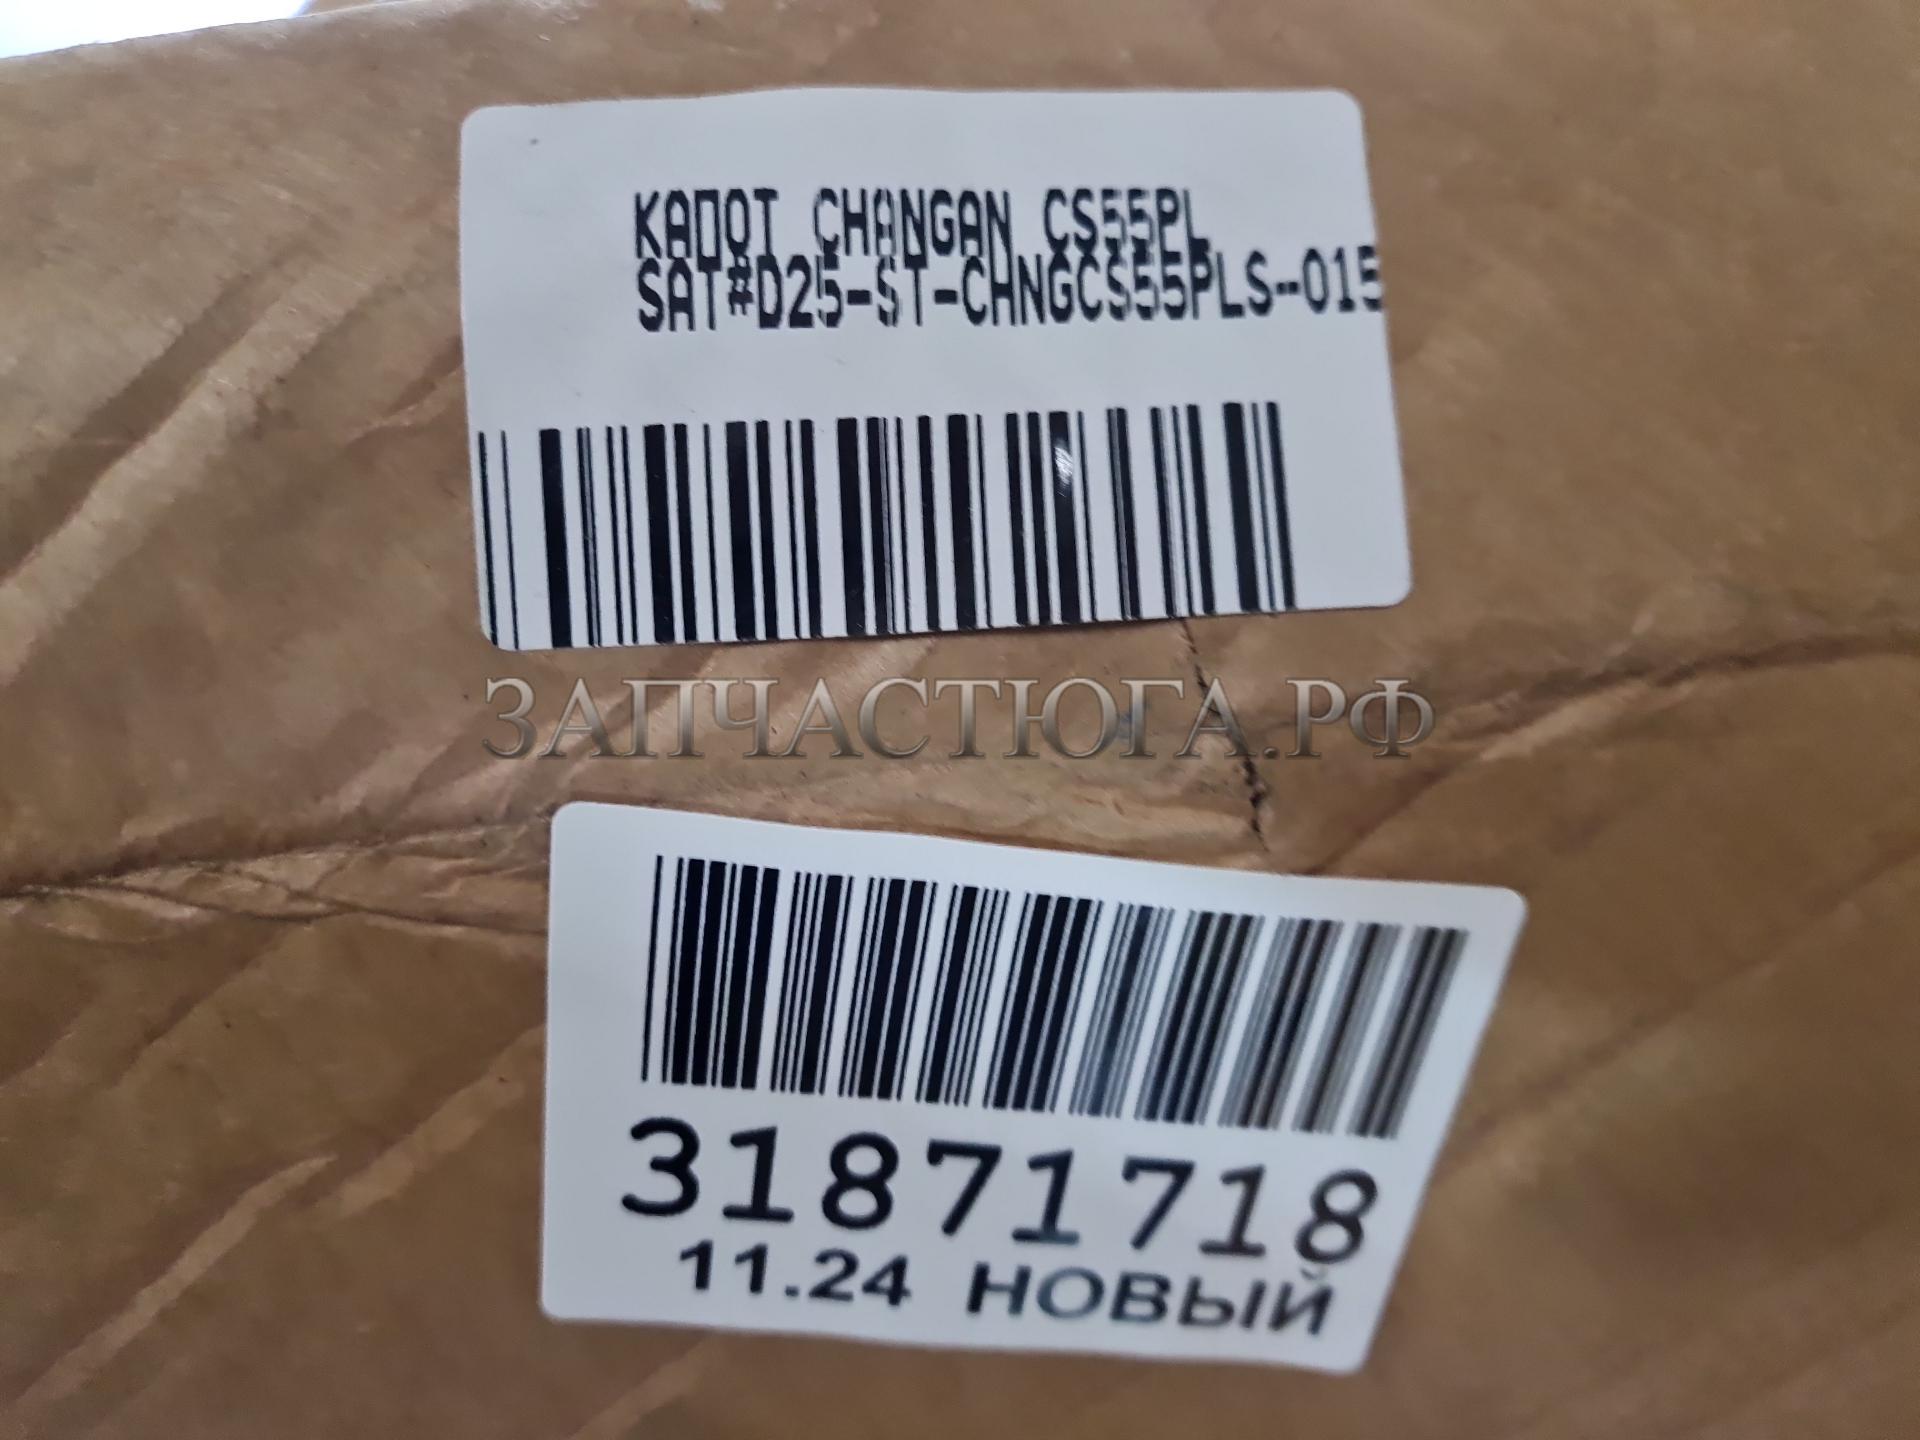 КАПОТ CHANGAN CS55PL
SAT#D25-ST-CHNGCS55PLS-015
ЗАПЧАСТЮГА.РФ
31871718
11.24 НОВЫЙ